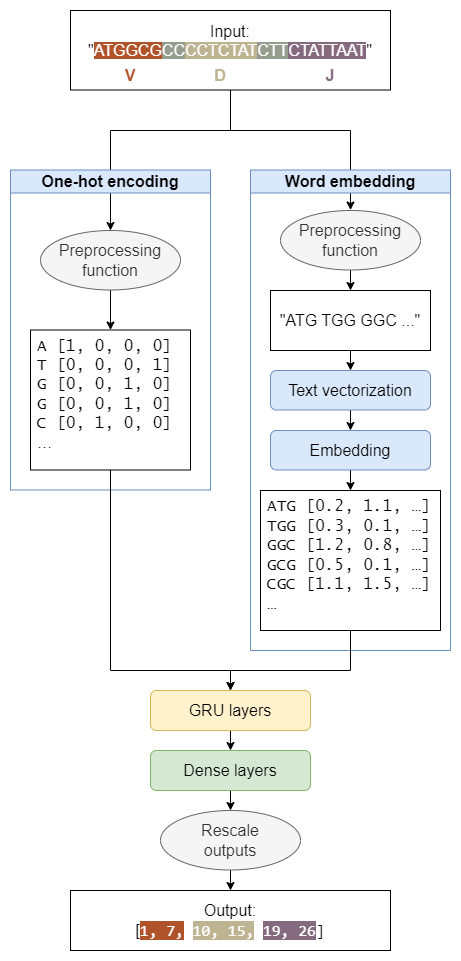 Input:
"ATGGCGCCCCTCTATCTTCTATTAAT"
V D J
One-hot encoding
Preprocessing
function
A [1, 0, 0, 0]
T [0, 0, 0, 1]
G [0, 0, 1, 0]
G [0, 0, 1, 0]
C [0, 1, 0, 0]
...
Word embedding
Preprocessing
function
"ATG TGG GGC ..."
Text vectorization
Embedding
ATG [0.2, 1.1, …]
TGG [0.3, 0.1, …]
GGC [1.2, 0.8, …]
GCG [0.5, 0.1, …]
CGC [1.1, 1.5, …]
…
GRU layers
Dense layers
Rescale
outputs
Output:
[1, 7, 10, 15, 19, 26]